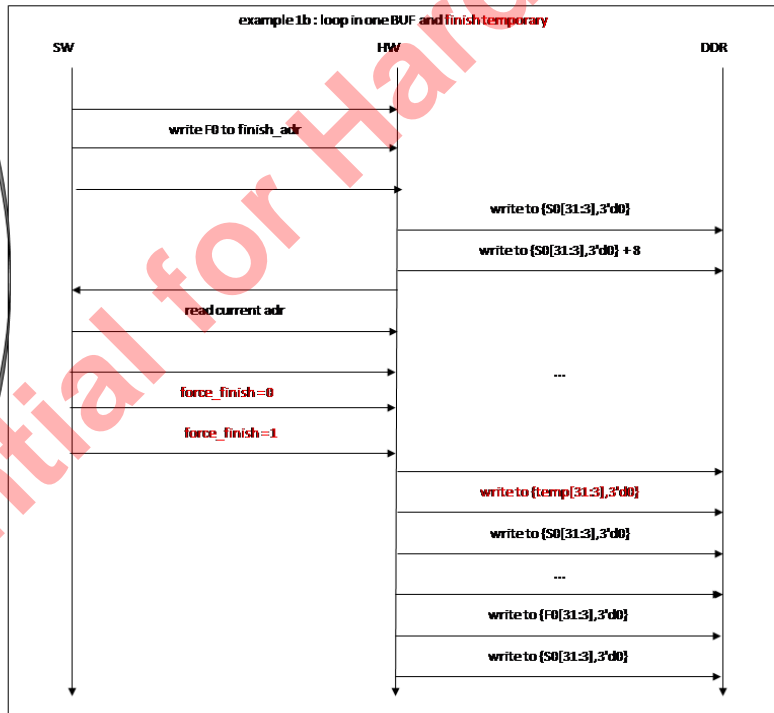 example 1b : loop in one BUF and finish temporary
SW HW DDR
write F0 to finish_adr
write to {S0[31:3],3'd0}
write to {S0[31:3],3'd0} + 8
read current adr
...
force_finish=0
force_finish=1
write to {temp[31:3],3'd0}
write to {S0[31:3],3'd0}
...
write to {F0[31:3],3'd0}
write to {S0[31:3],3'd0}
ntial for Hard